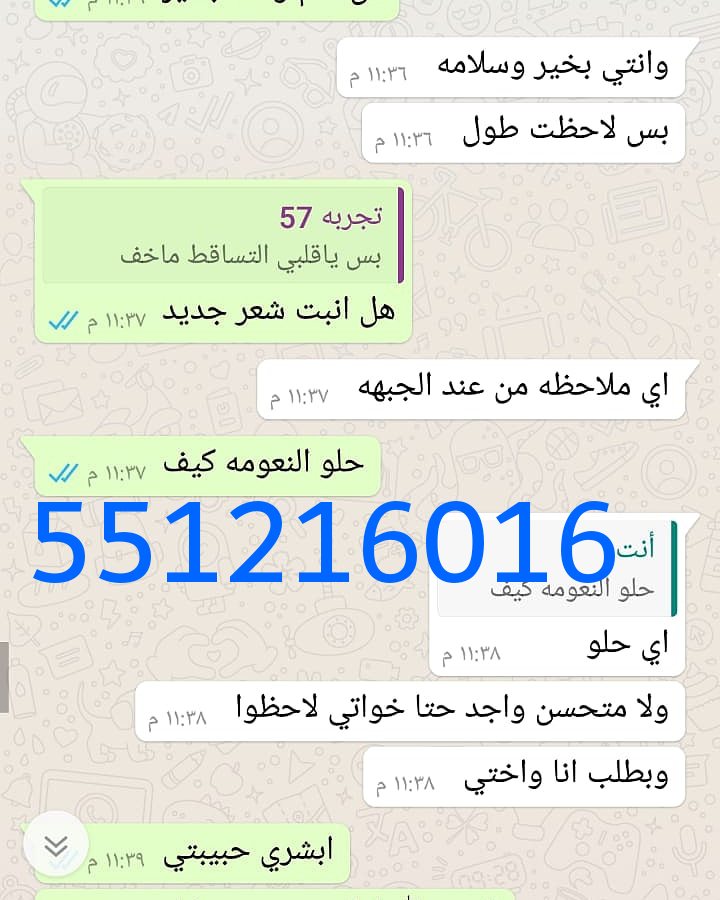 وانتي بخير وسلامه ١١:٣٦ م
بس لاحظت طول ١١:٣٦ م
تجربه 57
بس ياقلبي التساقط ماخف
هل انبت شعر جديد ١١:٣٧ م
اي ملاحظه من عند الجبهه ١١:٣٧ م
حلو النعومه كيف ١١:٣٧ م
551216016
أنت
حلو النعومه كيف
اي حلو ١١:٣٨ م
ولا متحسن واجد حتا خواتي لاحظوا ١١:٣٨ م
وبطلب انا واختي ١١:٣٨ م
ابشري حبيبتي ١١:٣٩ م